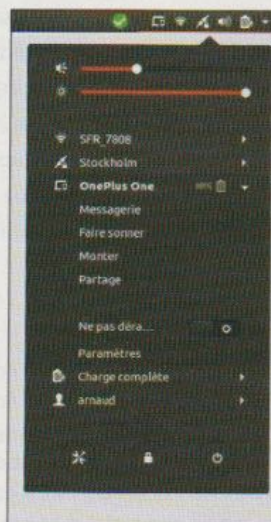 SFR_7808
Stockholm
OnePlus One
Messagerie
Faire sonner
Monter
Partage
Ne pas déra...
Paramètres
Charge complète
arnaud